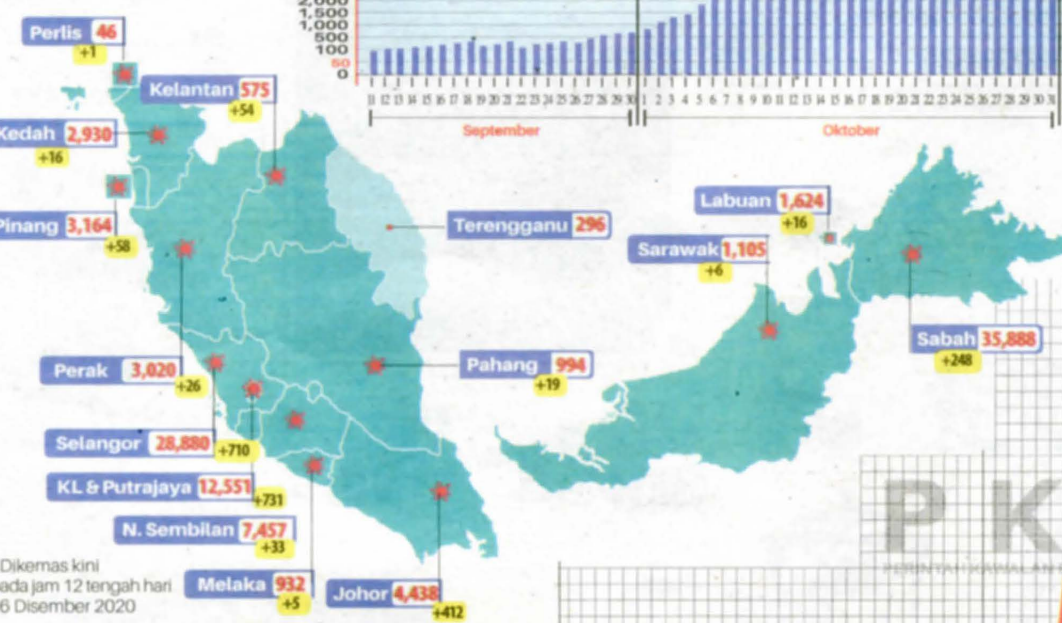 2,000
1,500
1,000
500
100
50
0
11 12 13 14 15 16 17 18 19 20 21 22 23 24 25 26 27 28 29 30 1 2 3 4 5 6 7 8 9 10 11 12 13 14 15 16 17 18 19 20 21 22 23 24 25 26 27 28 29 30 31
September
Oktober
Perlis 46
+1
Kelantan 575
+54
Kedah 2,930
+16
Pinang 3,164
+58
Terengganu 296
Labuan 1,624
+16
Sarawak 1,105
+6
Sabah 35,888
+248
Perak 3,020
+26
Pahang 994
+19
Selangor 28,880
+710
KL & Putrajaya 12,551
+731
N. Sembilan 7,457
+33
Melaka 932
+5
Johor 4,438
+412
Dikemas kini
ada jam 12 tengah hari
6 Disember 2020
P K
PERINTAH KAWALAN